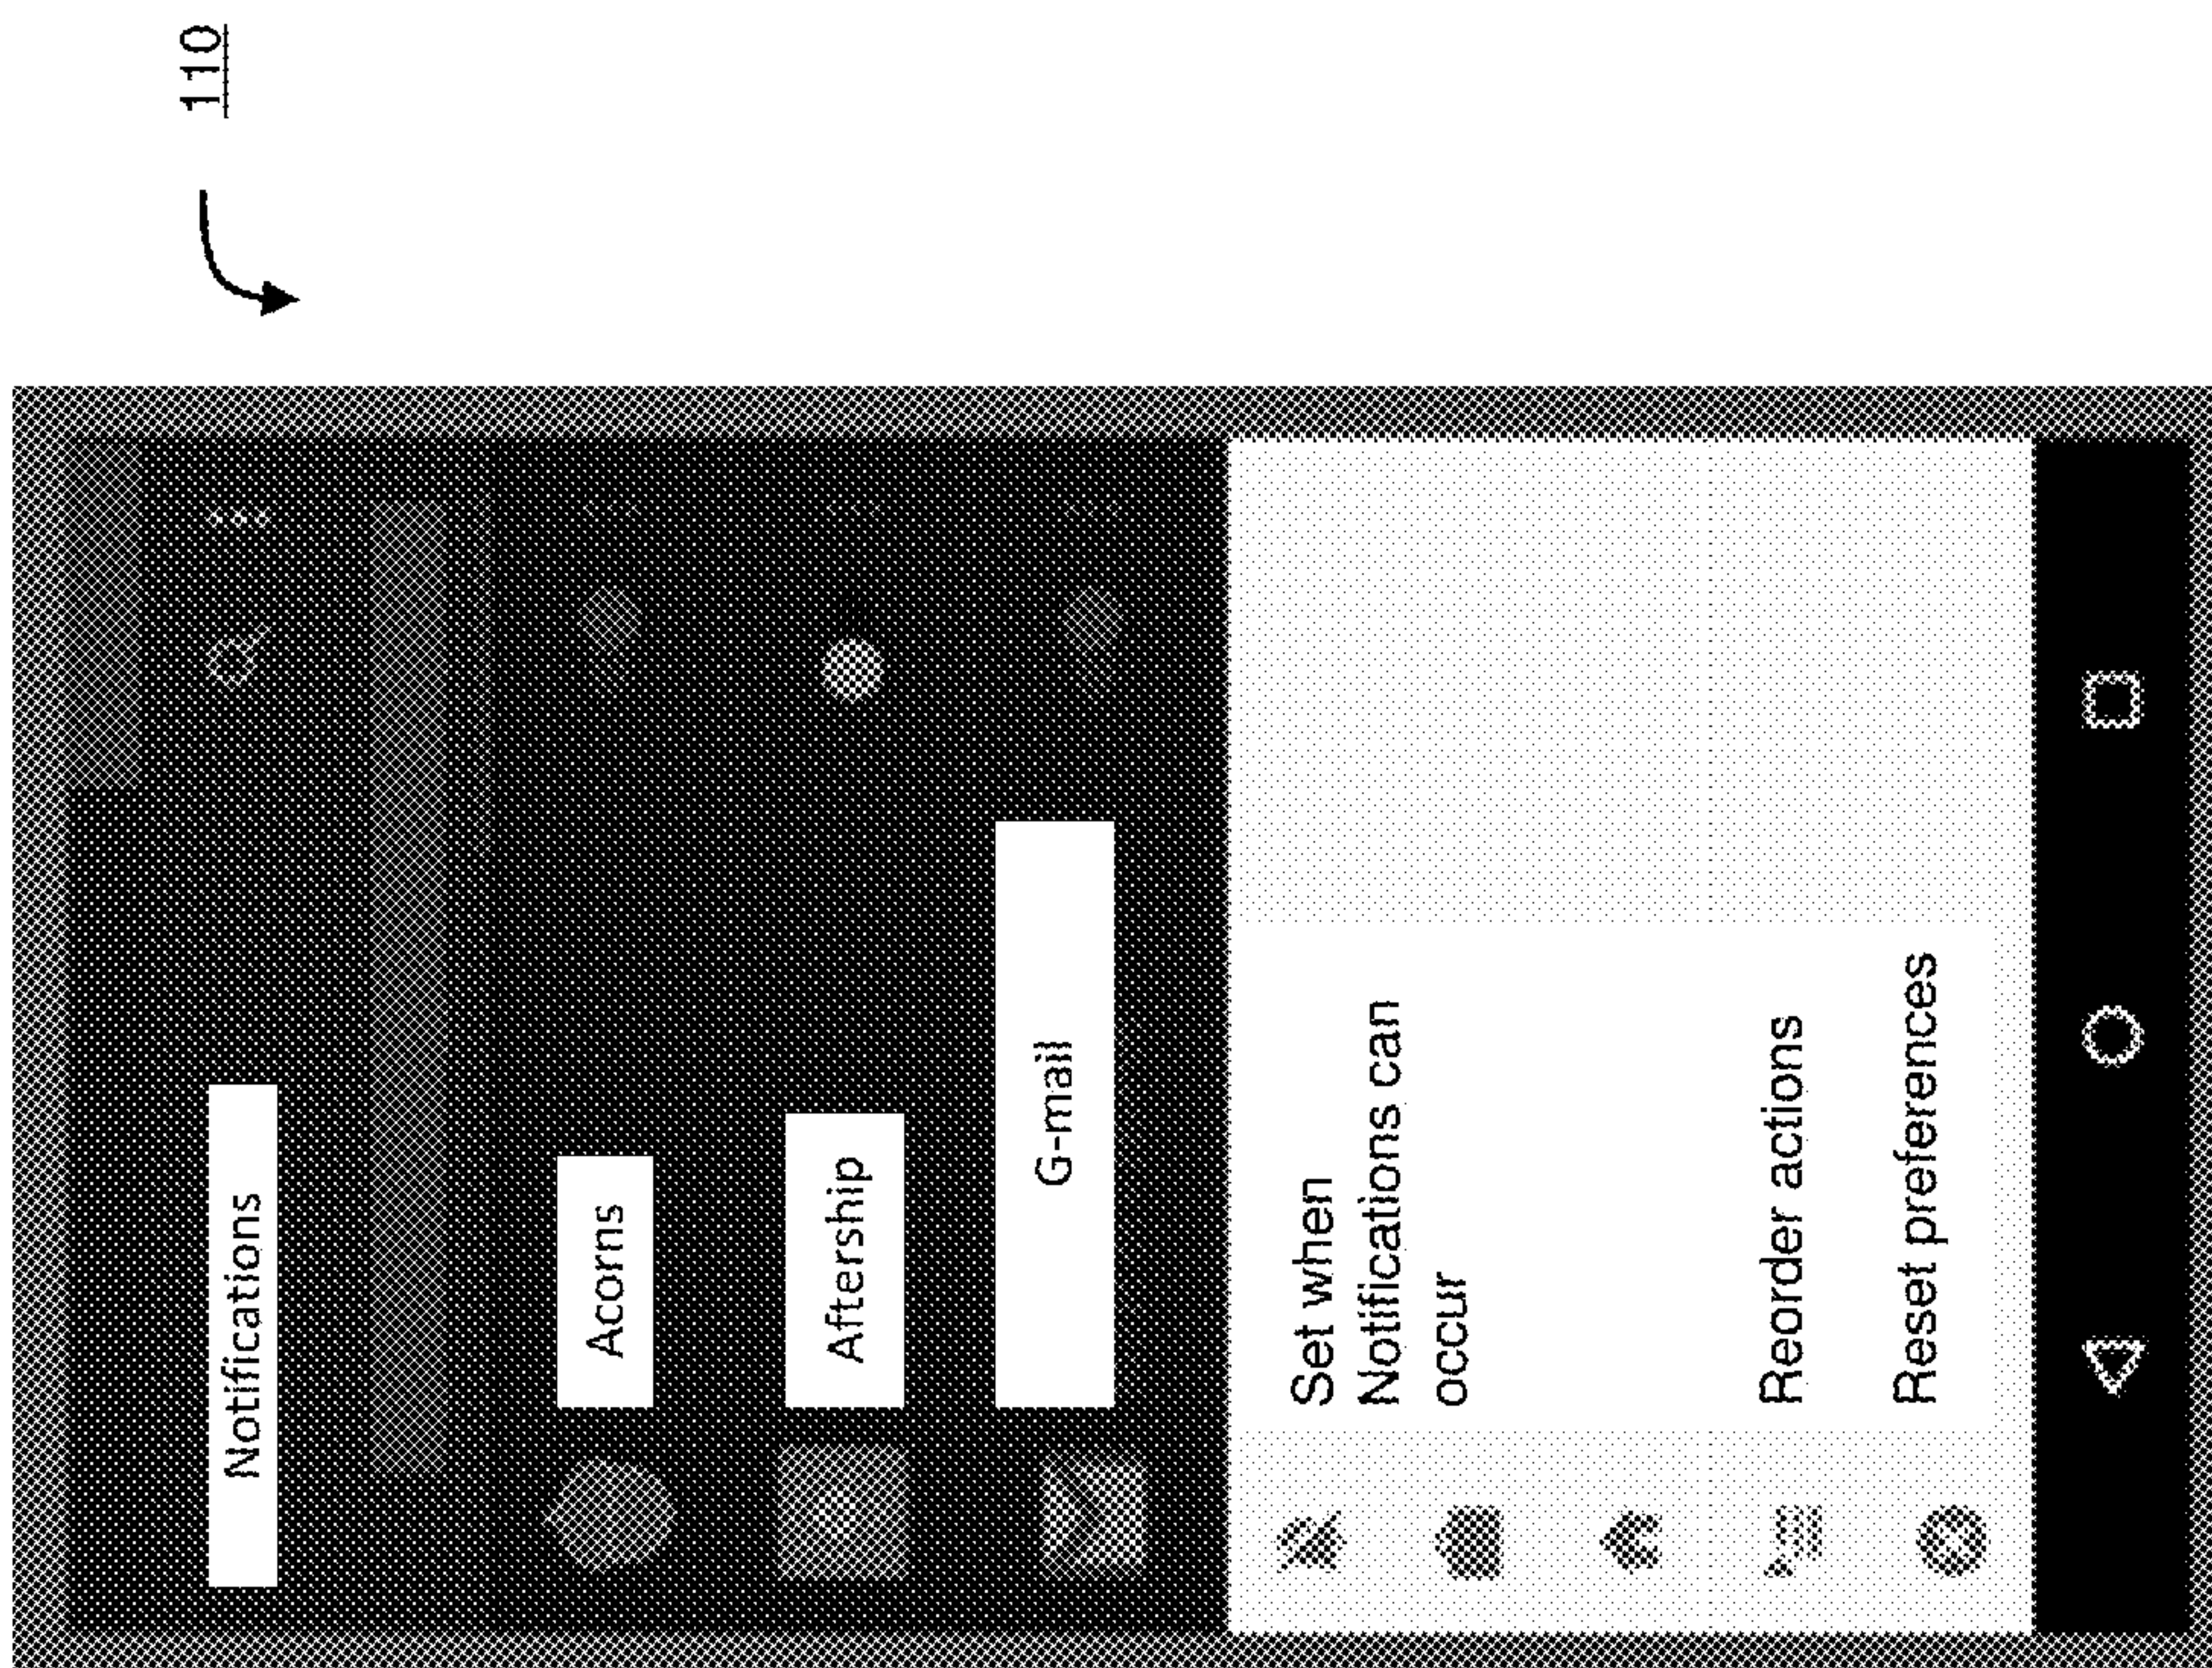 110
Notifications
Acorns
Aftership
G-mail
Set when
Notifications can
occur
Reorder actions
Reset preferences